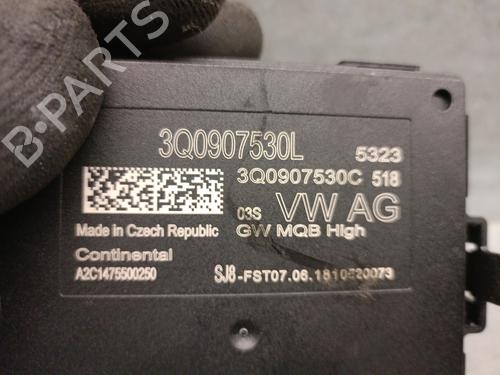 B-PARTS
3Q0907530L
5323
3Q0907530C 518
03S VW AG
Made in Czech Republic
GW MQB High
Continental
A2C1475500250
SJ8-FST07.06.1810520073